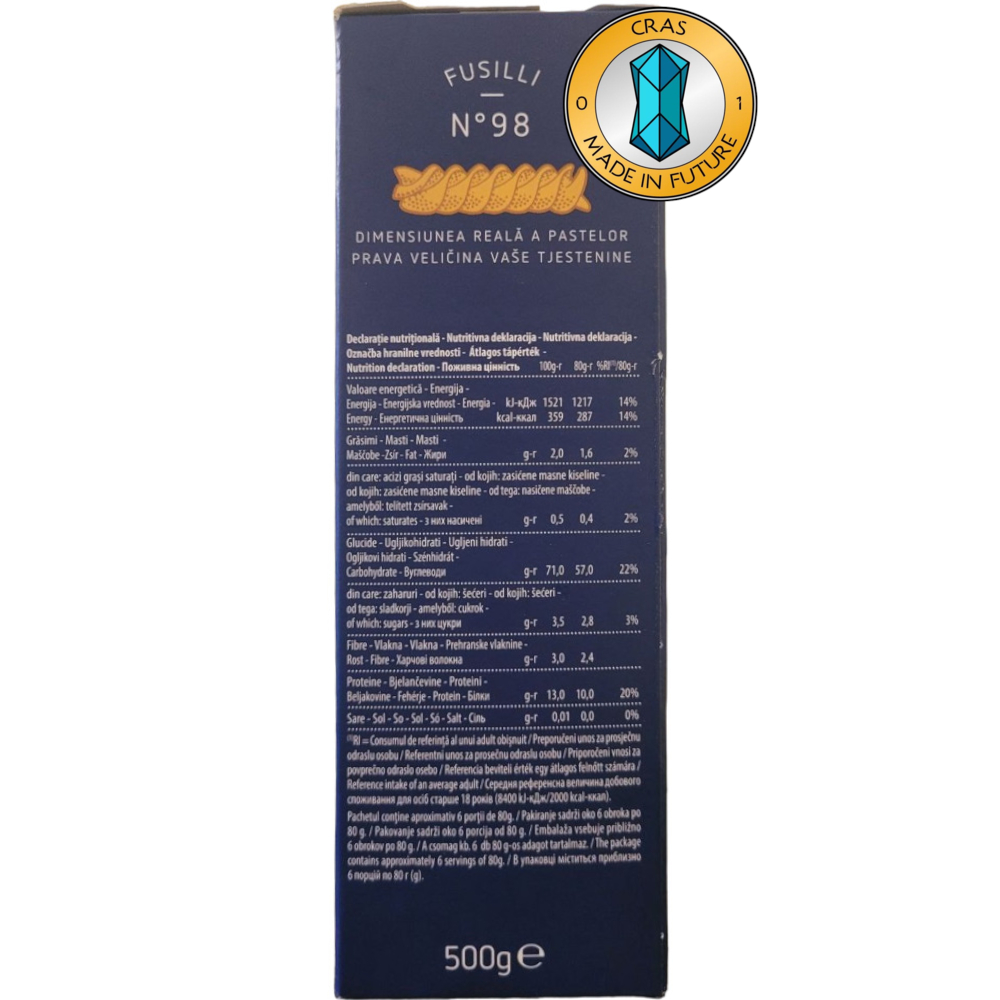 CRAS
0 1
MADE IN FUTURE
FUSILLI
N°98
DIMENSIUNEA REALĂ A PASTELOR
PRAVA VELIČINA VAŠE TJESTENINE
Declarație nutrițională - Nutritivna deklaracija - Nutritivna deklaracija -
Označba hranilne vrednosti - Átlagos tápérték -
Nutrition declaration - Поживна цінність 100g-г 80g-г %RI⁽¹⁾/80g-г
Valoare energetică - Energija -
Energija - Energijska vrednost - Energia - kJ-кДж 1521 1217 14%
Energy - Енергетична цінність kcal-ккал 359 287 14%
Grăsimi - Masti - Masti -
Maščobe -Zsír - Fat - Жири g-г 2,0 1,6 2%
din care: acizi grași saturați - od kojih: zasićene masne kiseline -
od kojih: zasićene masne kiseline - od tega: nasičene maščobe -
amelyből: telített zsírsavak -
of which: saturates - з них насичені g-г 0,5 0,4 2%
Glucide - Ugljikohidrati - Ugljeni hidrati -
Ogljikovi hidrati - Szénhidrát -
Carbohydrate - Вуглеводи g-г 71,0 57,0 22%
din care: zaharuri - od kojih: šećeri - od kojih: šećeri -
od tega: sladkorji - amelyből: cukrok -
of which: sugars - з них цукри g-г 3,5 2,8 3%
Fibre - Vlakna - Vlakna - Prehranske vlaknine -
Rost - Fibre - Харчові волокна g-г 3,0 2,4
Proteine - Bjelančevine - Proteini -
Beljakovine - Fehérje - Protein - Білки g-г 13,0 10,0 20%
Sare - Sol - So - Sol - Só - Salt - Сіль g-г 0,01 0,0 0%
⁽¹⁾RI = Consumul de referință al unui adult obișnuit / Preporučeni unos za prosječnu
odraslu osobu / Referentni unos za prosečnu odraslu osobu / Priporočeni vnosi za
povprečno odraslo osebo / Referencia beviteli érték egy átlagos felnőtt számára /
Reference intake of an average adult / Середня референсна величина добового
споживання для осіб старше 18 років (8400 kJ-кДж/2000 kcal-ккал).
Pachetul conține aproximativ 6 porții de 80g. / Pakiranje sadrži oko 6 obroka po
80 g. / Pakovanje sadrži oko 6 porcija od 80 g. / Embalaža vsebuje približno
6 obrokov po 80 g. / A csomag kb. 6 db 80 g-os adagot tartalmaz. / The package
contains approximately 6 servings of 80g. / В упаковці міститься приблизно
6 порцій по 80 г (g).
500g℮